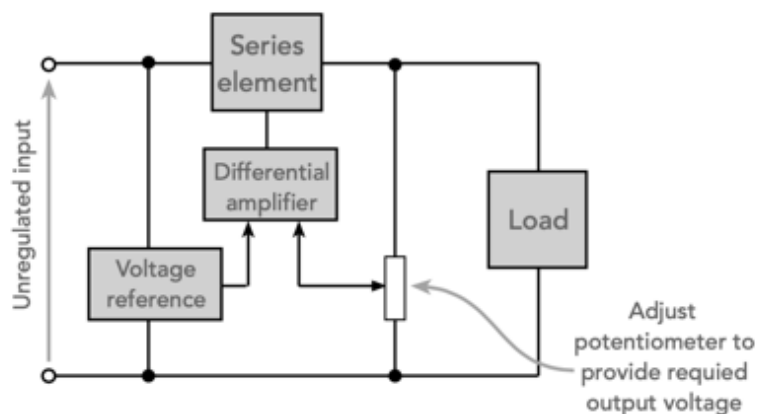 Series
element
Differential
amplifier
Unregulated input
Voltage
reference
Load
Adjust
potentiometer to
provide requied
output voltage